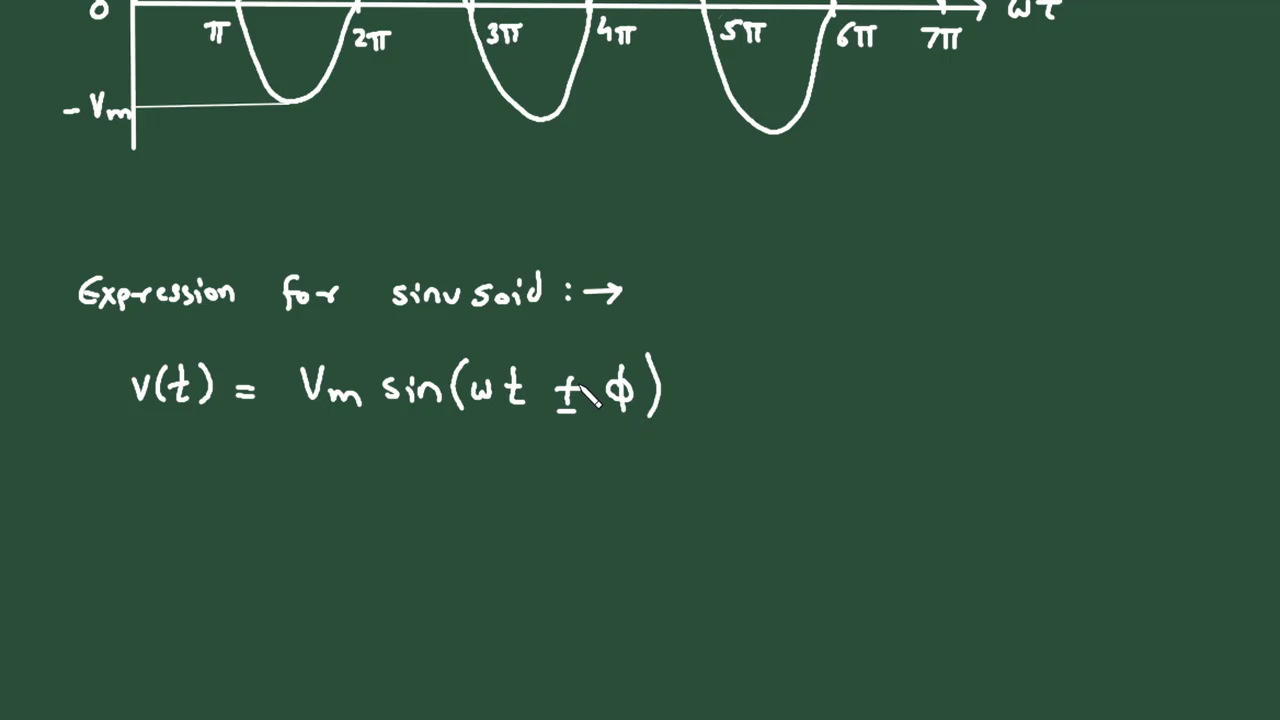 0 π 2π 3π 4π 5π 6π 7π ωt
- Vm
Expression for sinusoid : →
v(t) = Vm sin(ωt ± φ)